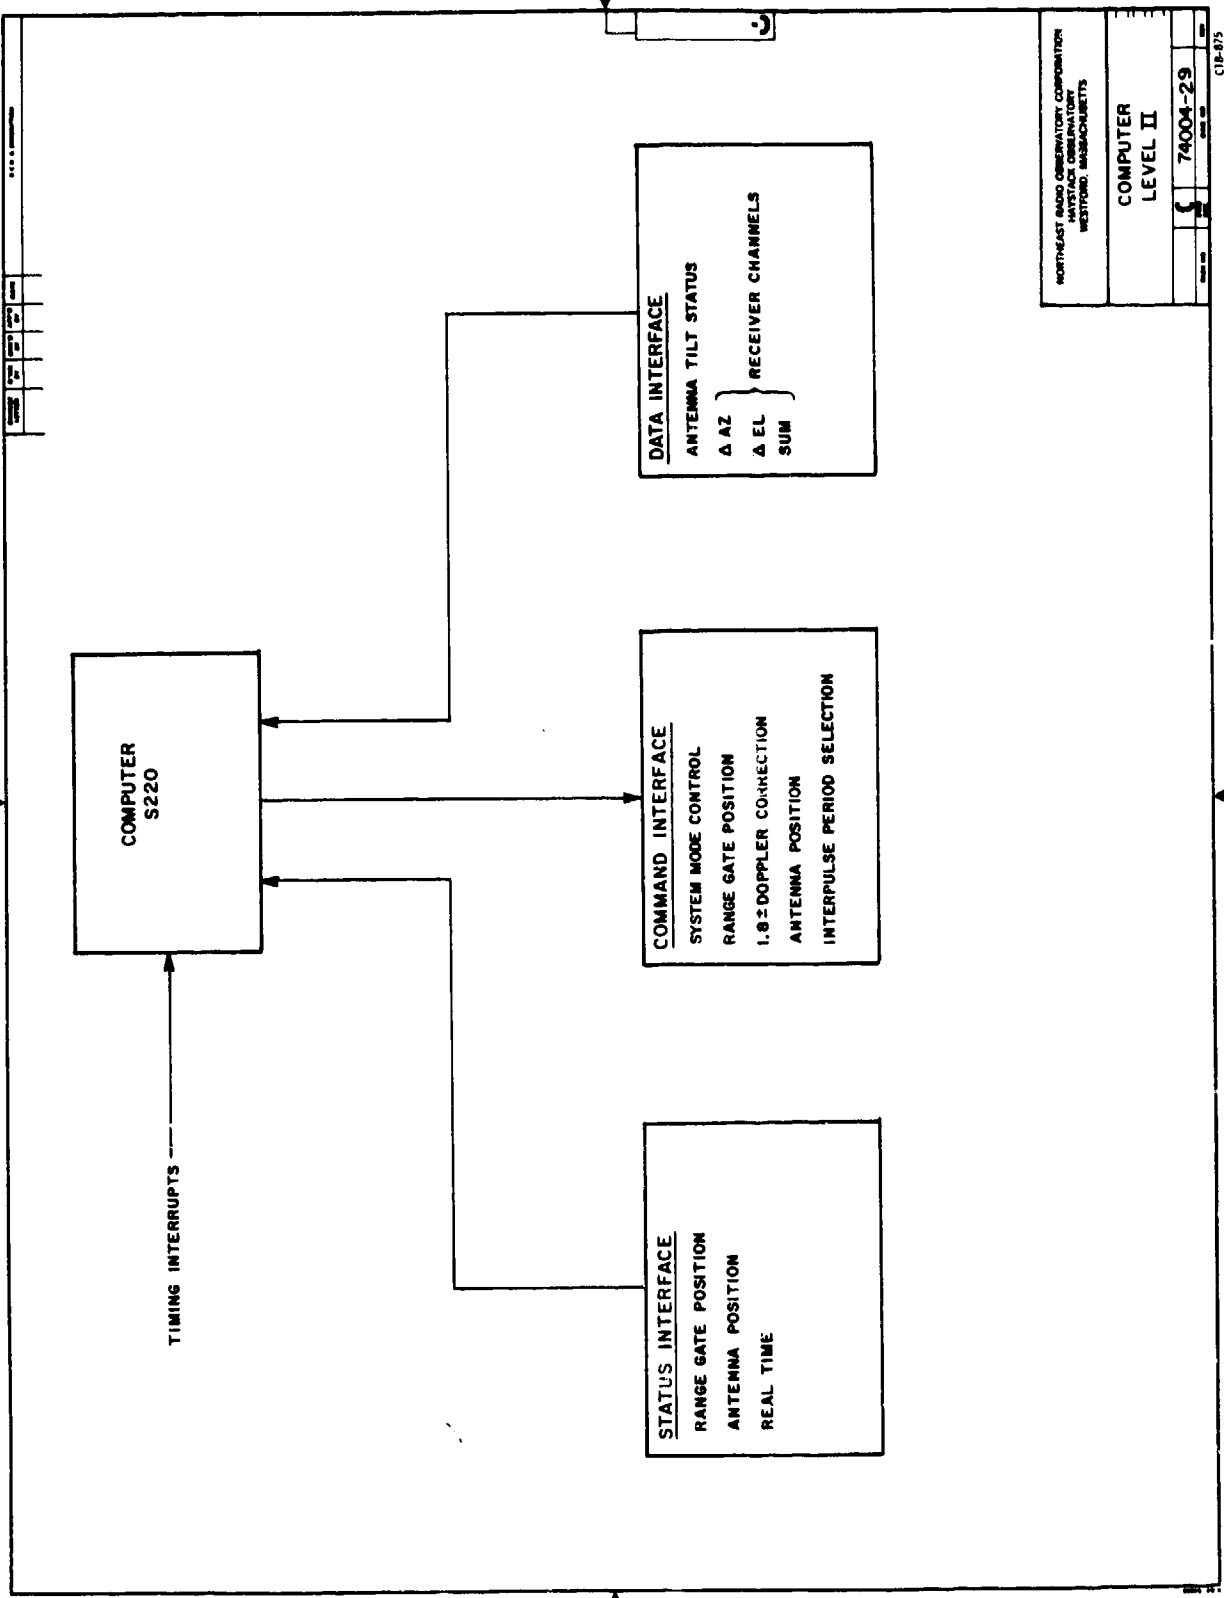 TIMING INTERRUPTS
COMPUTER
S220
STATUS INTERFACE
RANGE GATE POSITION
ANTENNA POSITION
REAL TIME
COMMAND INTERFACE
SYSTEM MODE CONTROL
RANGE GATE POSITION
1.8 ± DOPPLER CORRECTION
ANTENNA POSITION
INTERPULSE PERIOD SELECTION
DATA INTERFACE
ANTENNA TILT STATUS
Δ AZ
Δ EL
SUM
RECEIVER CHANNELS
NORTHEAST RADIO OBSERVATORY CORPORATION
HAYSTACK OBSERVATORY
WESTFORD, MASSACHUSETTS
COMPUTER
LEVEL II
C
74004-29
C18-875